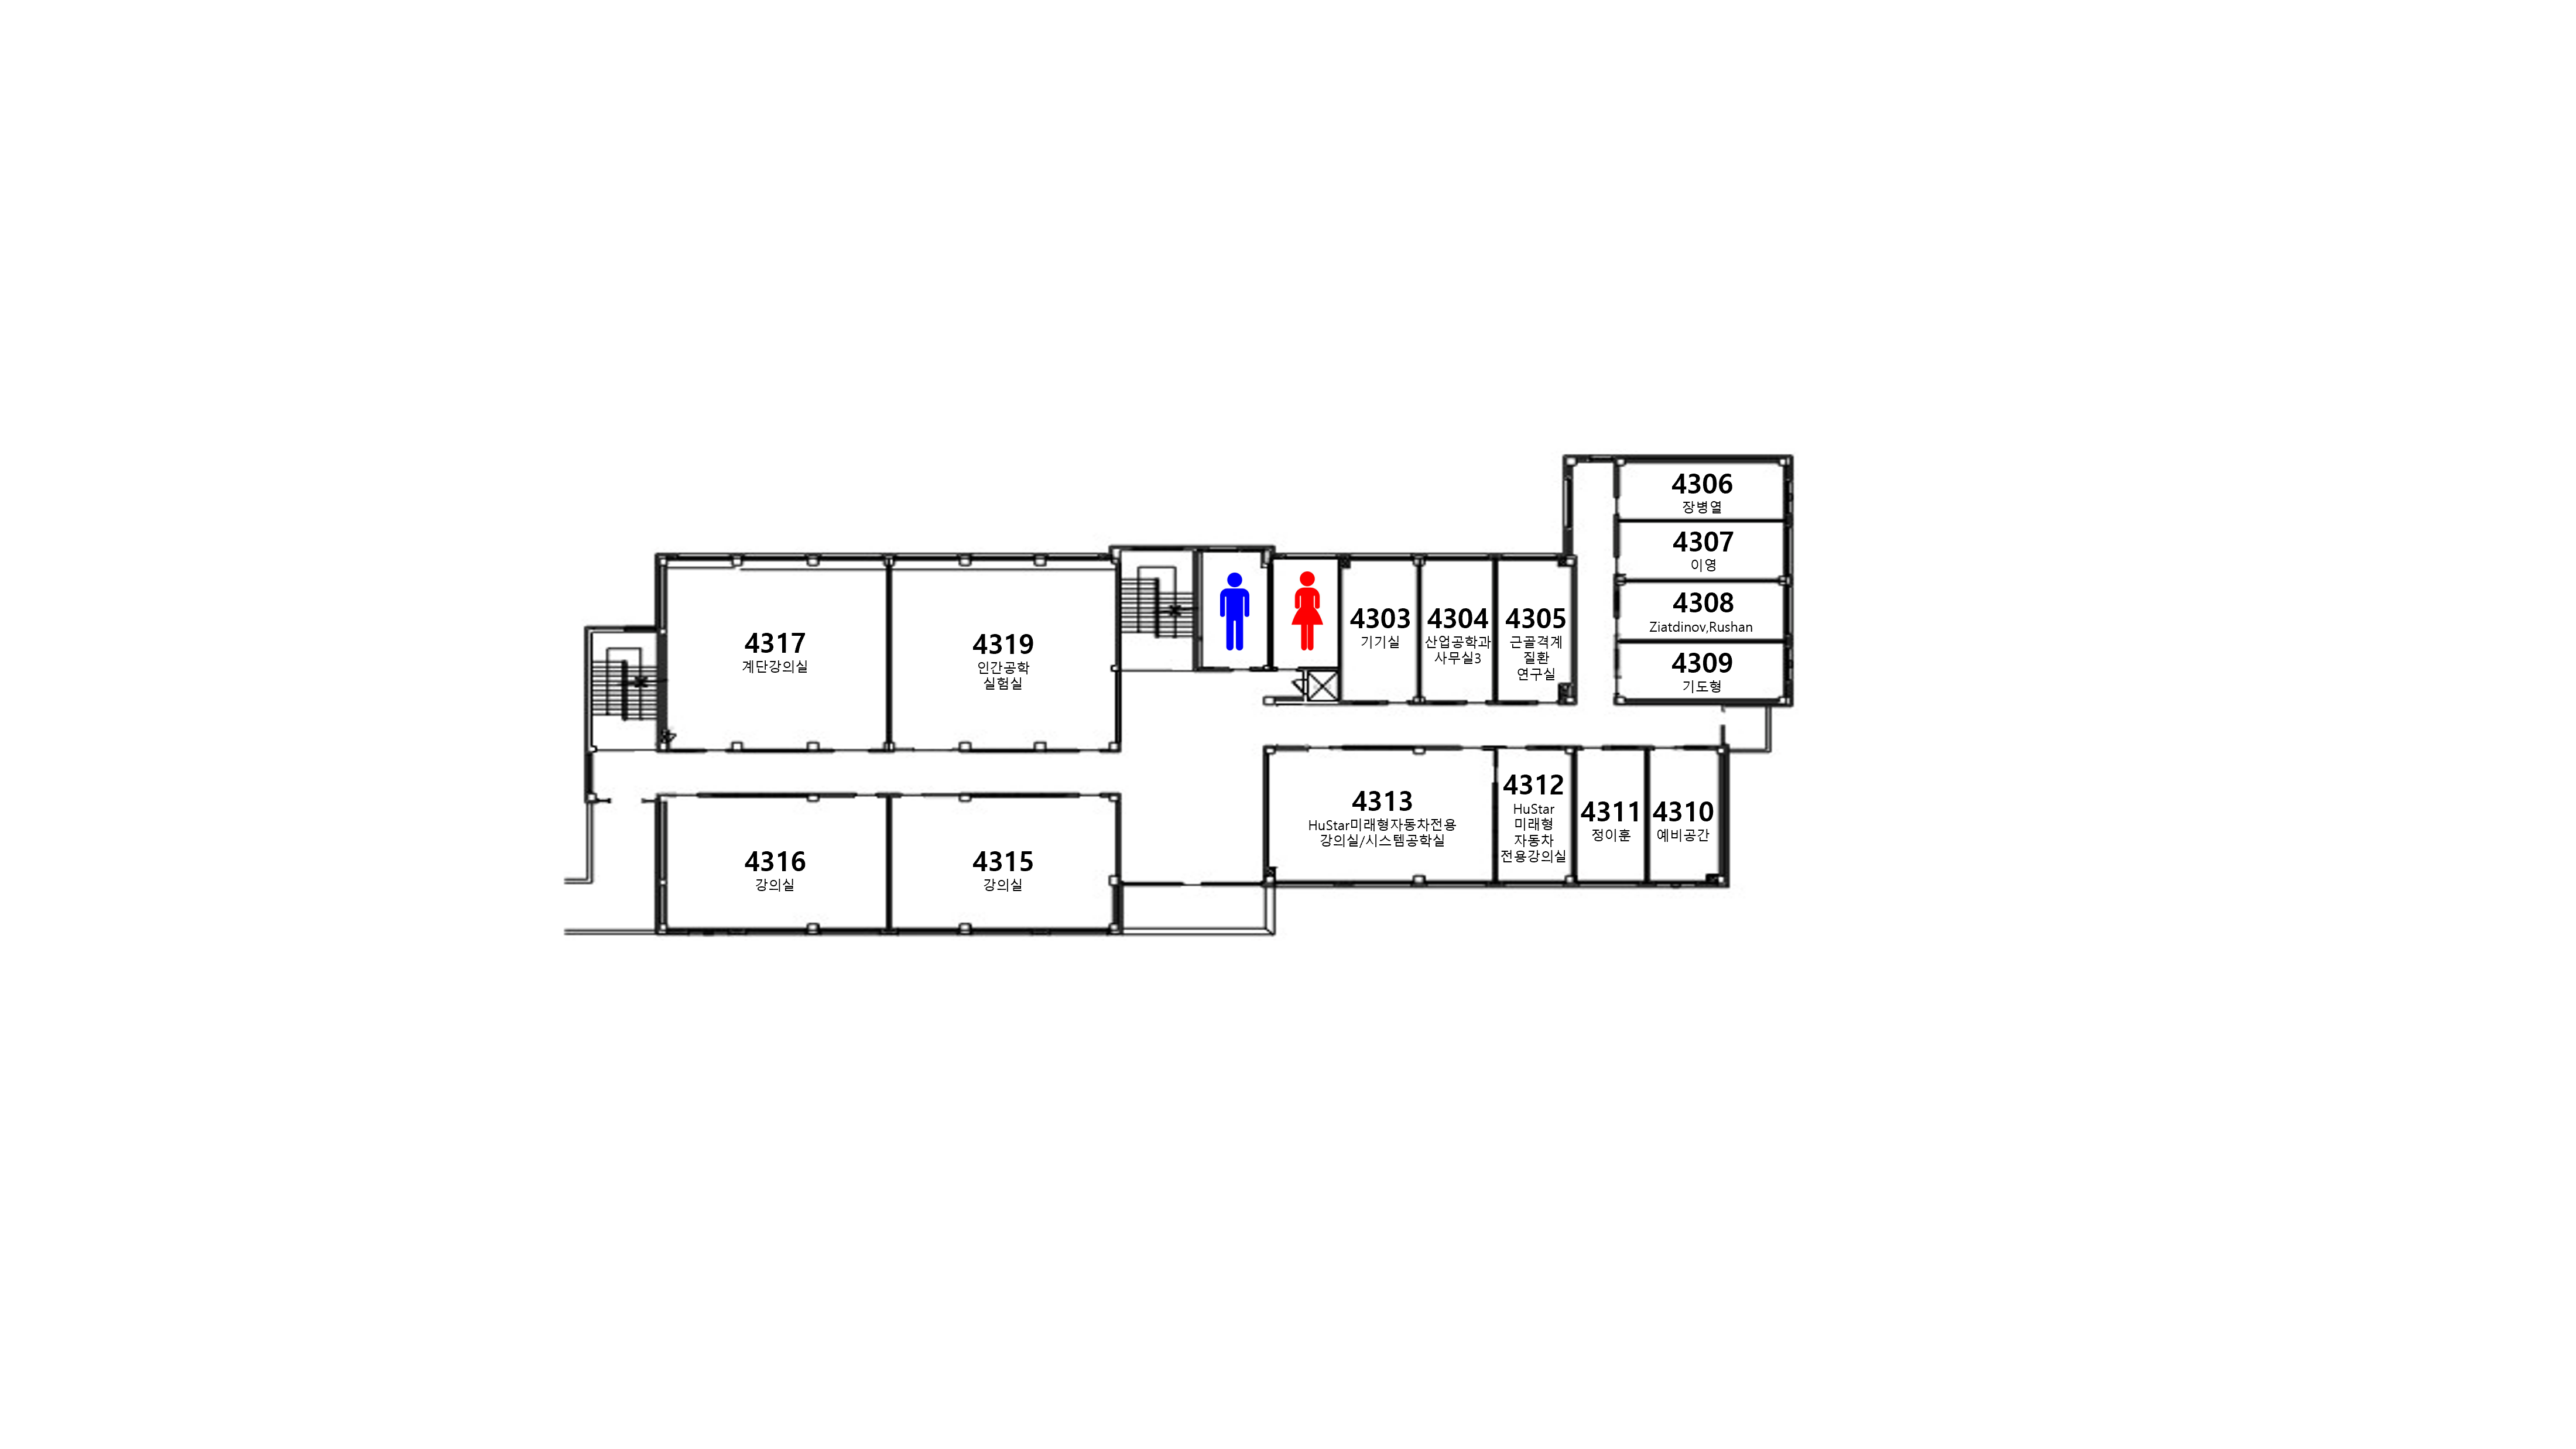 4306
장병열
4307
이영
4308
Ziatdinov,Rushan
4309
기도형
4303
기기실
4304
산업공학과
사무실3
4305
근골격계
질환
연구실
4317
계단강의실
4319
인간공학
실험실
4313
HuStar미래형자동차전용
강의실/시스템공학실
4312
HuStar
미래형
자동차
전용강의실
4311
정이훈
4310
예비공간
4316
강의실
4315
강의실